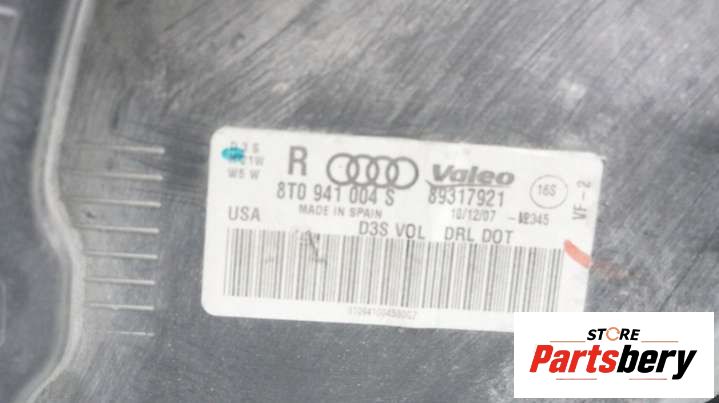 D3S
W5W
R Valeo 16S
8T0 941 004 S 89317921
MADE IN SPAIN 10/12/07
USA VF-2
D3S VOL DRL DOT
STORE
Partsbery